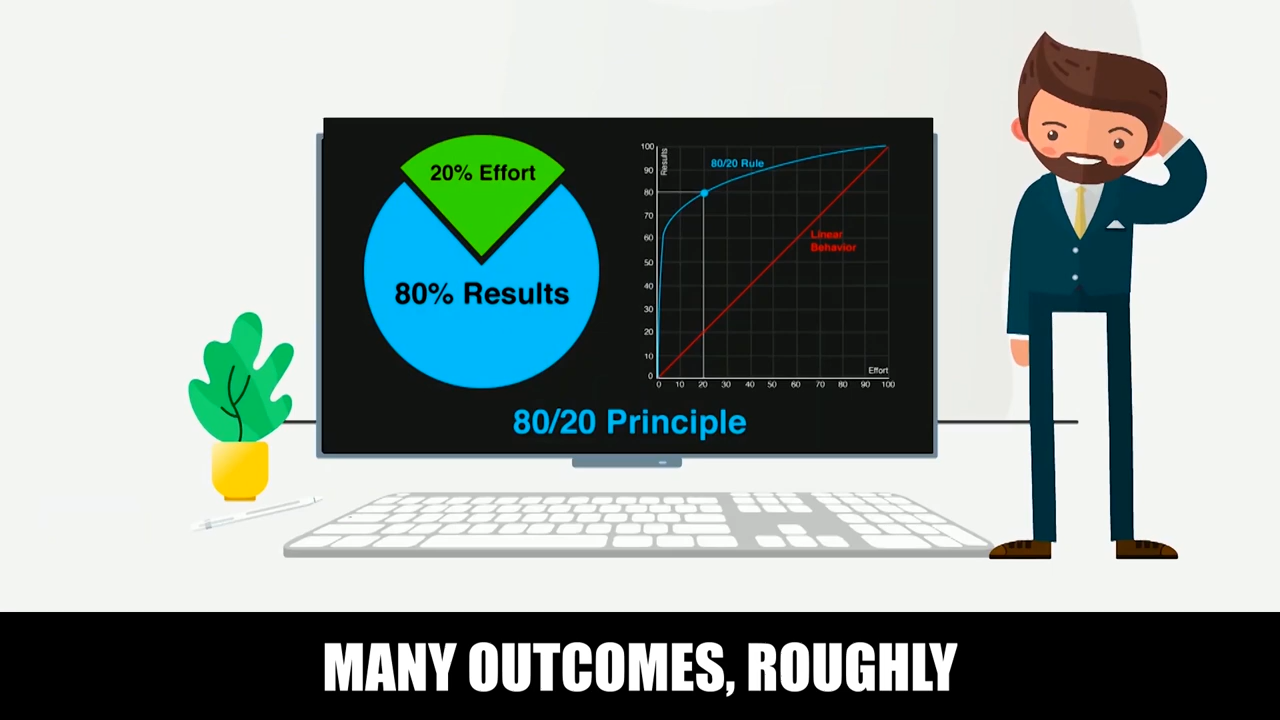 20% Effort
80% Results
Results
80/20 Rule
Linear
Behavior
Effort
100
90
80
70
60
50
40
30
20
10
0
0 10 20 30 40 50 60 70 80 90 100
80/20 Principle
MANY OUTCOMES, ROUGHLY